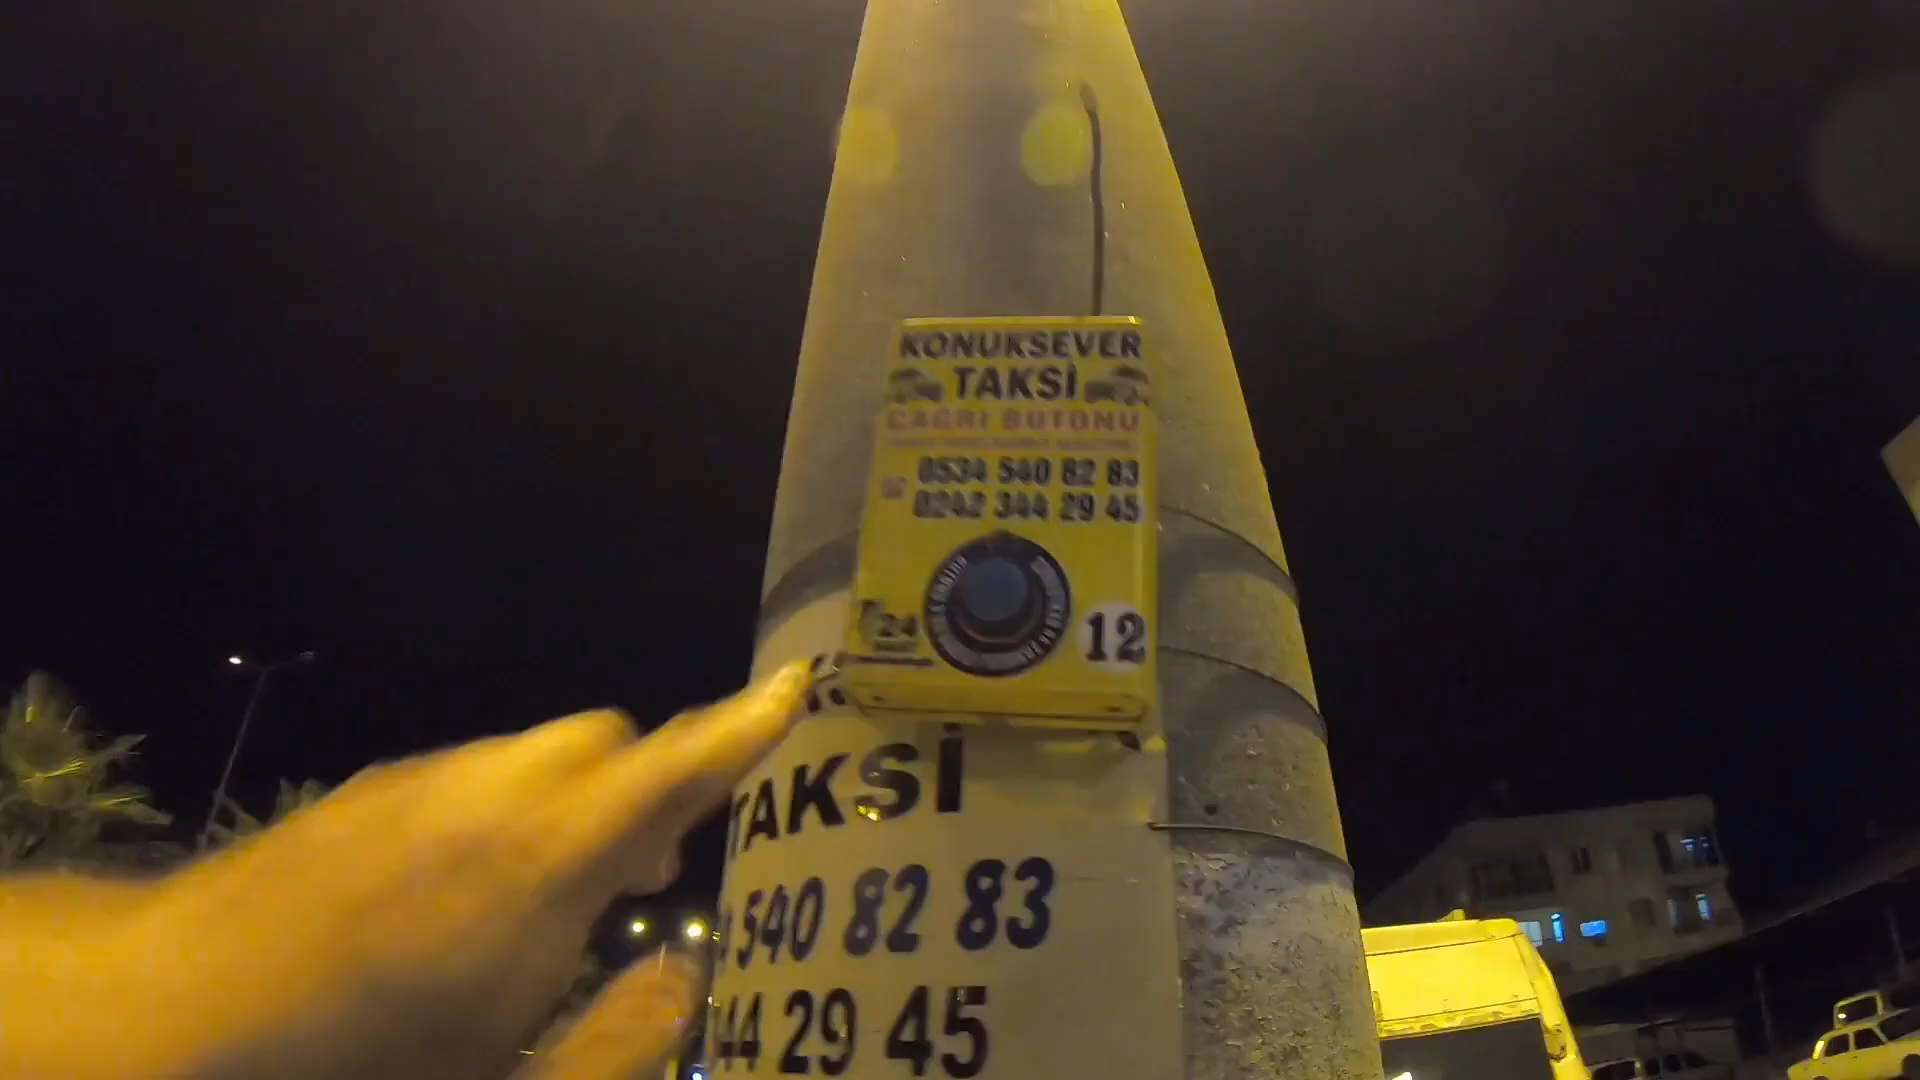 KONUKSEVER
TAKSİ
ÇAĞRI BUTONU
0534 540 82 83
0242 344 29 45
24
12
TAKSİ
540 82 83
44 29 45